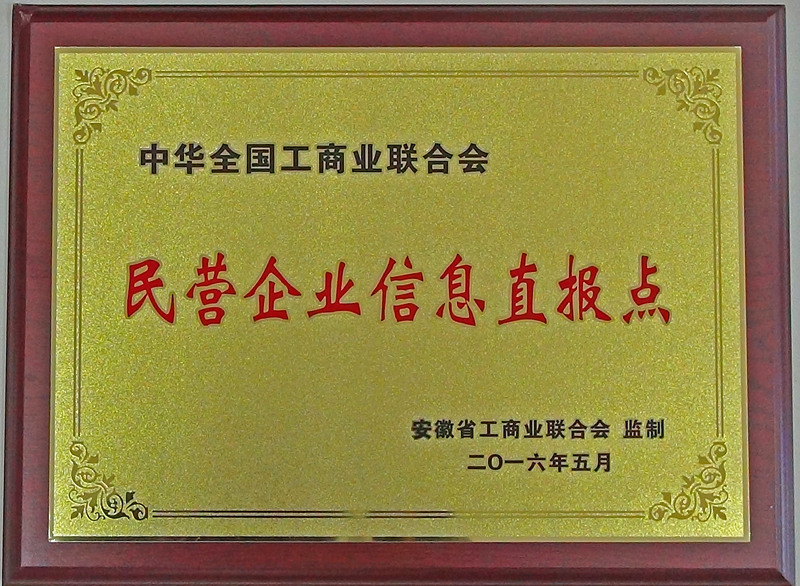 中华全国工商业联合会
民营企业信息直报点
安徽省工商业联合会 监制
二〇一六年五月